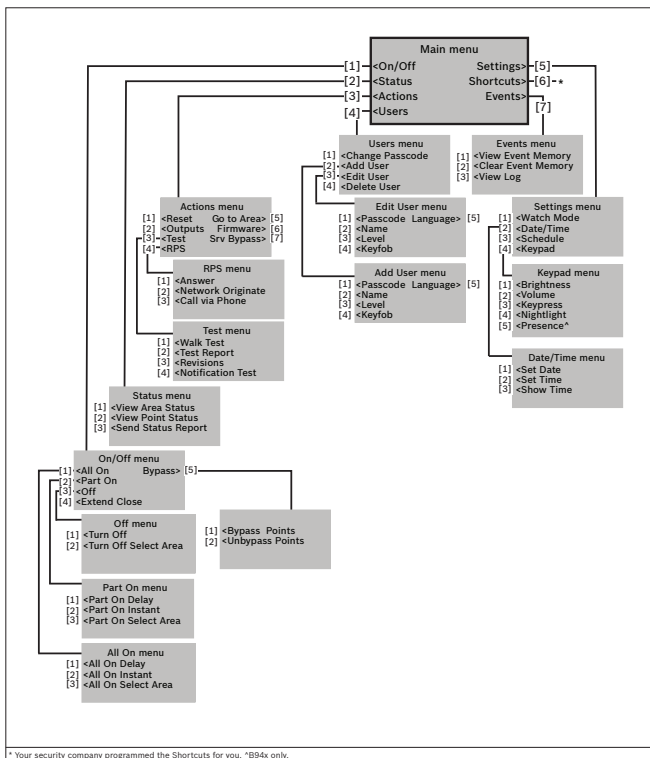 Main menu
[1] <On/Off Settings> [5]
[2] <Status Shortcuts> [6] *
[3] <Actions Events> [7]
[4] <Users
Users menu
[1] <Change Passcode
[2] <Add User
[3] <Edit User
[4] <Delete User
Events menu
[1] <View Event Memory
[2] <Clear Event Memory
[3] <View Log
Actions menu
[1] <Reset Go to Area> [5]
[2] <Outputs Firmware> [6]
[3] <Test Srv Bypass> [7]
[4] <RPS
Edit User menu
[1] <Passcode Language> [5]
[2] <Name
[3] <Level
[4] <Keyfob
Settings menu
[1] <Watch Mode
[2] <Date/Time
[3] <Schedule
[4] <Keypad
RPS menu
[1] <Answer
[2] <Network Originate
[3] <Call via Phone
Add User menu
[1] <Passcode Language> [5]
[2] <Name
[3] <Level
[4] <Keyfob
Keypad menu
[1] <Brightness
[2] <Volume
[3] <Keypress
[4] <Nightlight
[5] <Presence^
Test menu
[1] <Walk Test
[2] <Test Report
[3] <Revisions
[4] <Notification Test
Date/Time menu
[1] <Set Date
[2] <Set Time
[3] <Show Time
Status menu
[1] <View Area Status
[2] <View Point Status
[3] <Send Status Report
On/Off menu
[1] <All On Bypass> [5]
[2] <Part On
[3] <Off
[4] <Extend Close
Off menu
[1] <Turn Off
[2] <Turn Off Select Area
[1] <Bypass Points
[2] <Unbypass Points
Part On menu
[1] <Part On Delay
[2] <Part On Instant
[3] <Part On Select Area
All On menu
[1] <All On Delay
[2] <All On Instant
[3] <All On Select Area
* Your security company programmed the Shortcuts for you. ^B94x only.